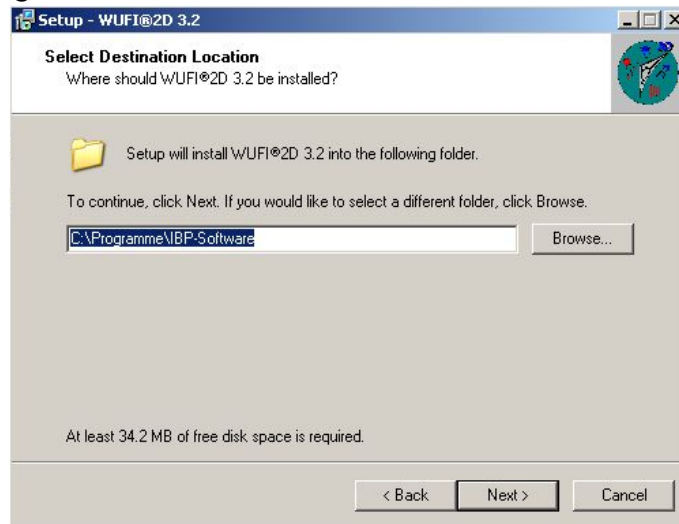 Setup - WUFI®2D 3.2
Select Destination Location
Where should WUFI®2D 3.2 be installed?
Setup will install WUFI®2D 3.2 into the following folder.
To continue, click Next. If you would like to select a different folder, click Browse.
C:\Programme\IBP-Software
Browse...
At least 34.2 MB of free disk space is required.
< Back
Next >
Cancel